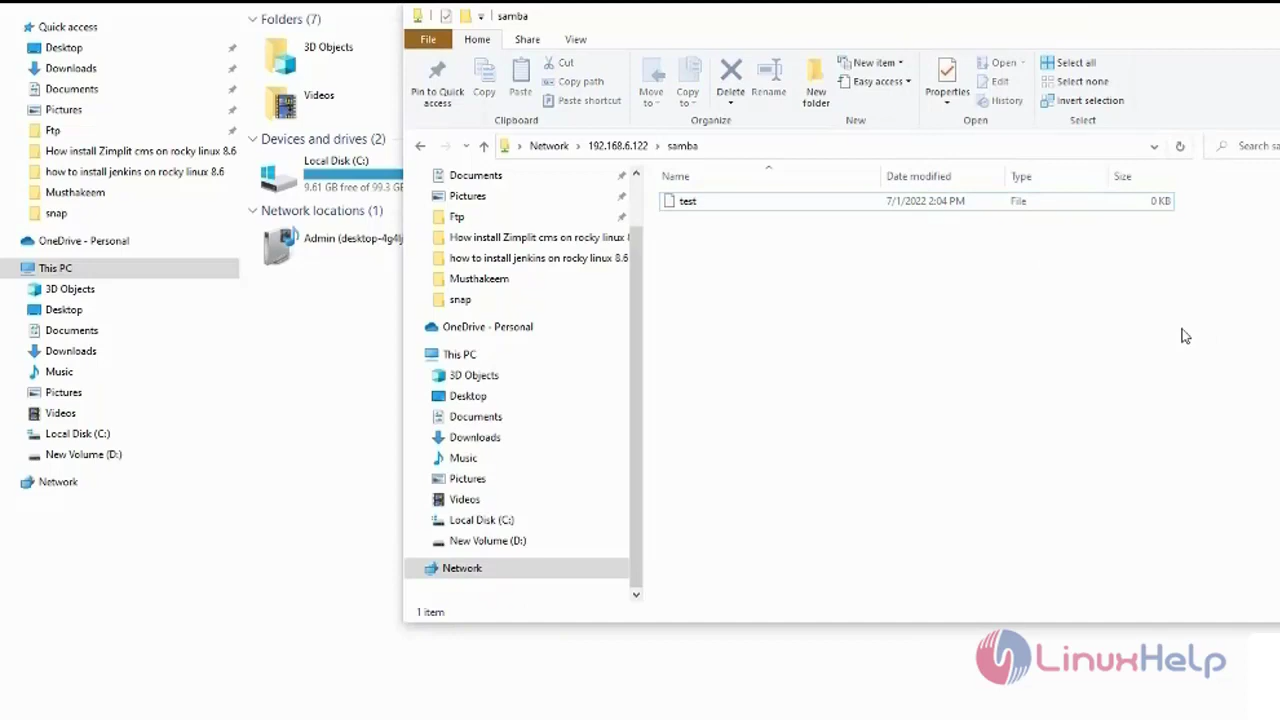 Quick access
Desktop
Downloads
Documents
Pictures
Ftp
How install Zimplit cms on rocky linux 8.6
how to install jenkins on rocky linux 8.6
Musthakeem
snap
OneDrive - Personal
This PC
3D Objects
Desktop
Documents
Downloads
Music
Pictures
Videos
Local Disk (C:)
New Volume (D:)
Network
Folders (7)
3D Objects
Videos
Devices and drives (2)
Local Disk (C:)
9.61 GB free of 99.3 G
Network locations (1)
Admin (desktop-4g4lj
samba
File Home Share View
Pin to Quick access
Copy
Paste
Cut
Copy path
Paste shortcut
Clipboard
Move to
Copy to
Delete
Rename
Organize
New folder
New item
Easy access
New
Properties
Open
Edit
History
Open
Select all
Select none
Invert selection
Select
Network 192.168.6.122 samba
Search sa
Documents
Pictures
Ftp
How install Zimplit cms on rocky linux
how to install jenkins on rocky linux 8.6
Musthakeem
snap
OneDrive - Personal
This PC
3D Objects
Desktop
Documents
Downloads
Music
Pictures
Videos
Local Disk (C:)
New Volume (D:)
Network
Name Date modified Type Size
test 7/1/2022 2:04 PM File 0 KB
1 item
LinuxHelp